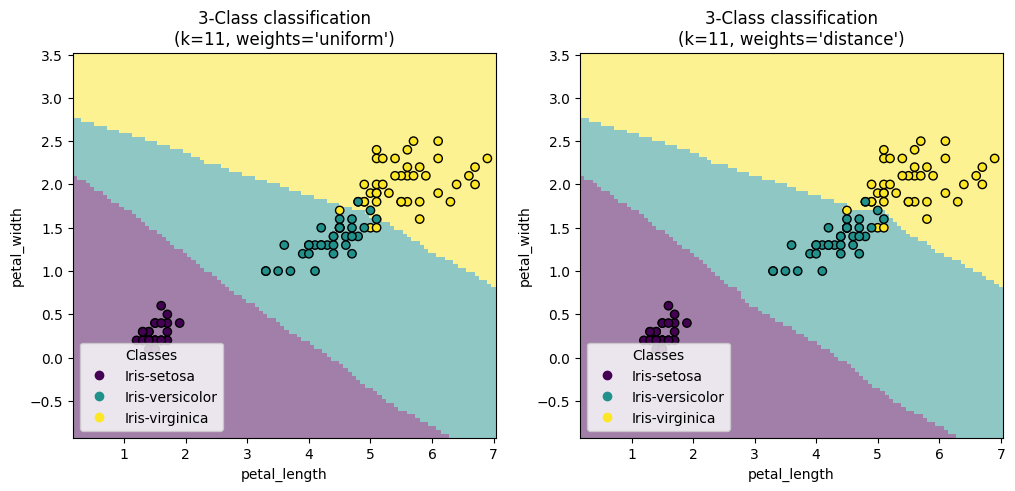 3-Class classification
(k=11, weights='uniform')
3.5
3.0
2.5
2.0
1.5
1.0
0.5
0.0
−0.5
petal_width
Classes
Iris-setosa
Iris-versicolor
Iris-virginica
1 2 3 4 5 6 7
petal_length
3-Class classification
(k=11, weights='distance')
3.5
3.0
2.5
2.0
1.5
1.0
0.5
0.0
−0.5
petal_width
Classes
Iris-setosa
Iris-versicolor
Iris-virginica
1 2 3 4 5 6 7
petal_length